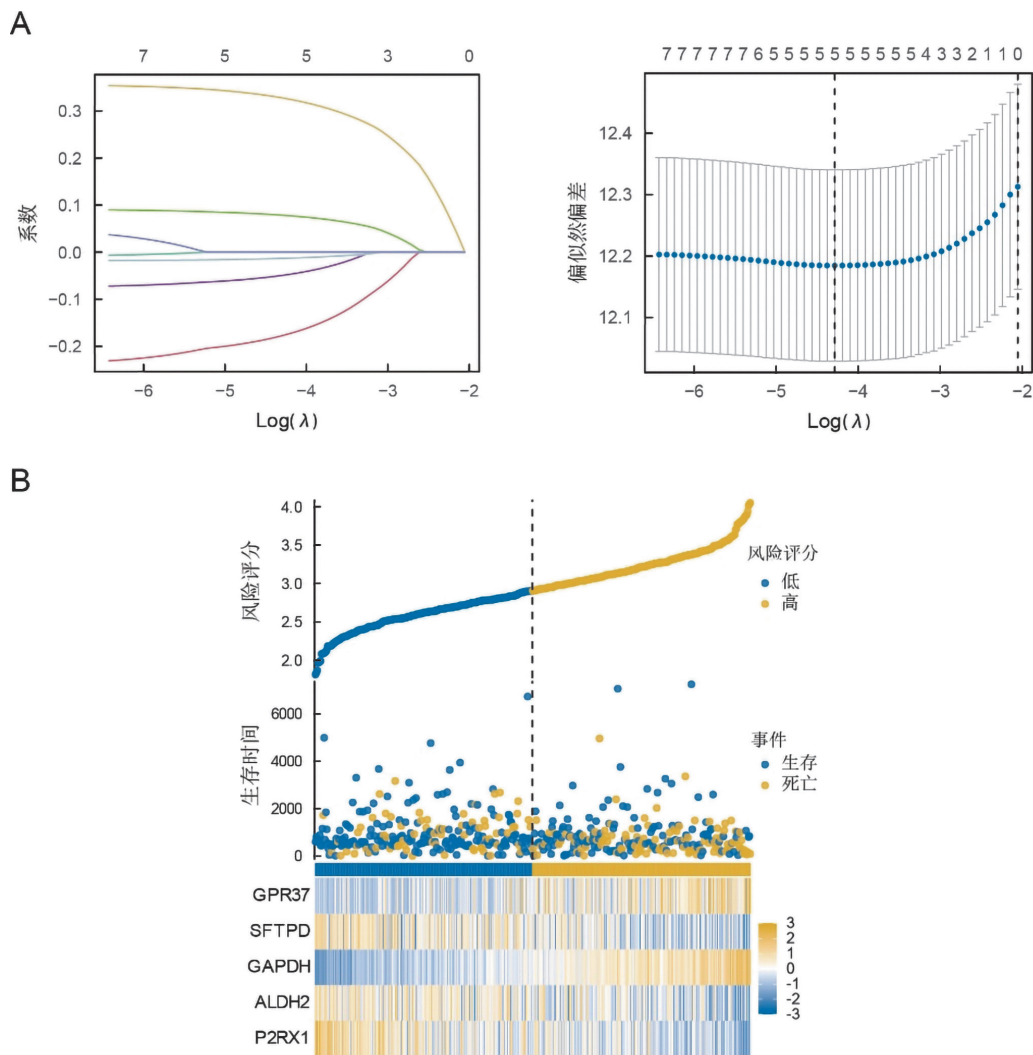 A
7 5 5 3 0
0.3
0.2
0.1
0.0
−0.1
−0.2
系数
−6 −5 −4 −3 −2
Log(λ)
7 7 7 7 7 7 7 6 5 5 5 5 5 5 5 5 5 5 4 3 3 2 1 1 0
12.4
12.3
12.2
12.1
偏似然偏差
−6 −5 −4 −3 −2
Log(λ)
B
4.0
3.5
3.0
2.5
2.0
风险评分
风险评分
低
高
6000
4000
2000
0
生存时间
事件
生存
死亡
GPR37
SFTPD
GAPDH
ALDH2
P2RX1
3
2
1
0
-1
-2
-3